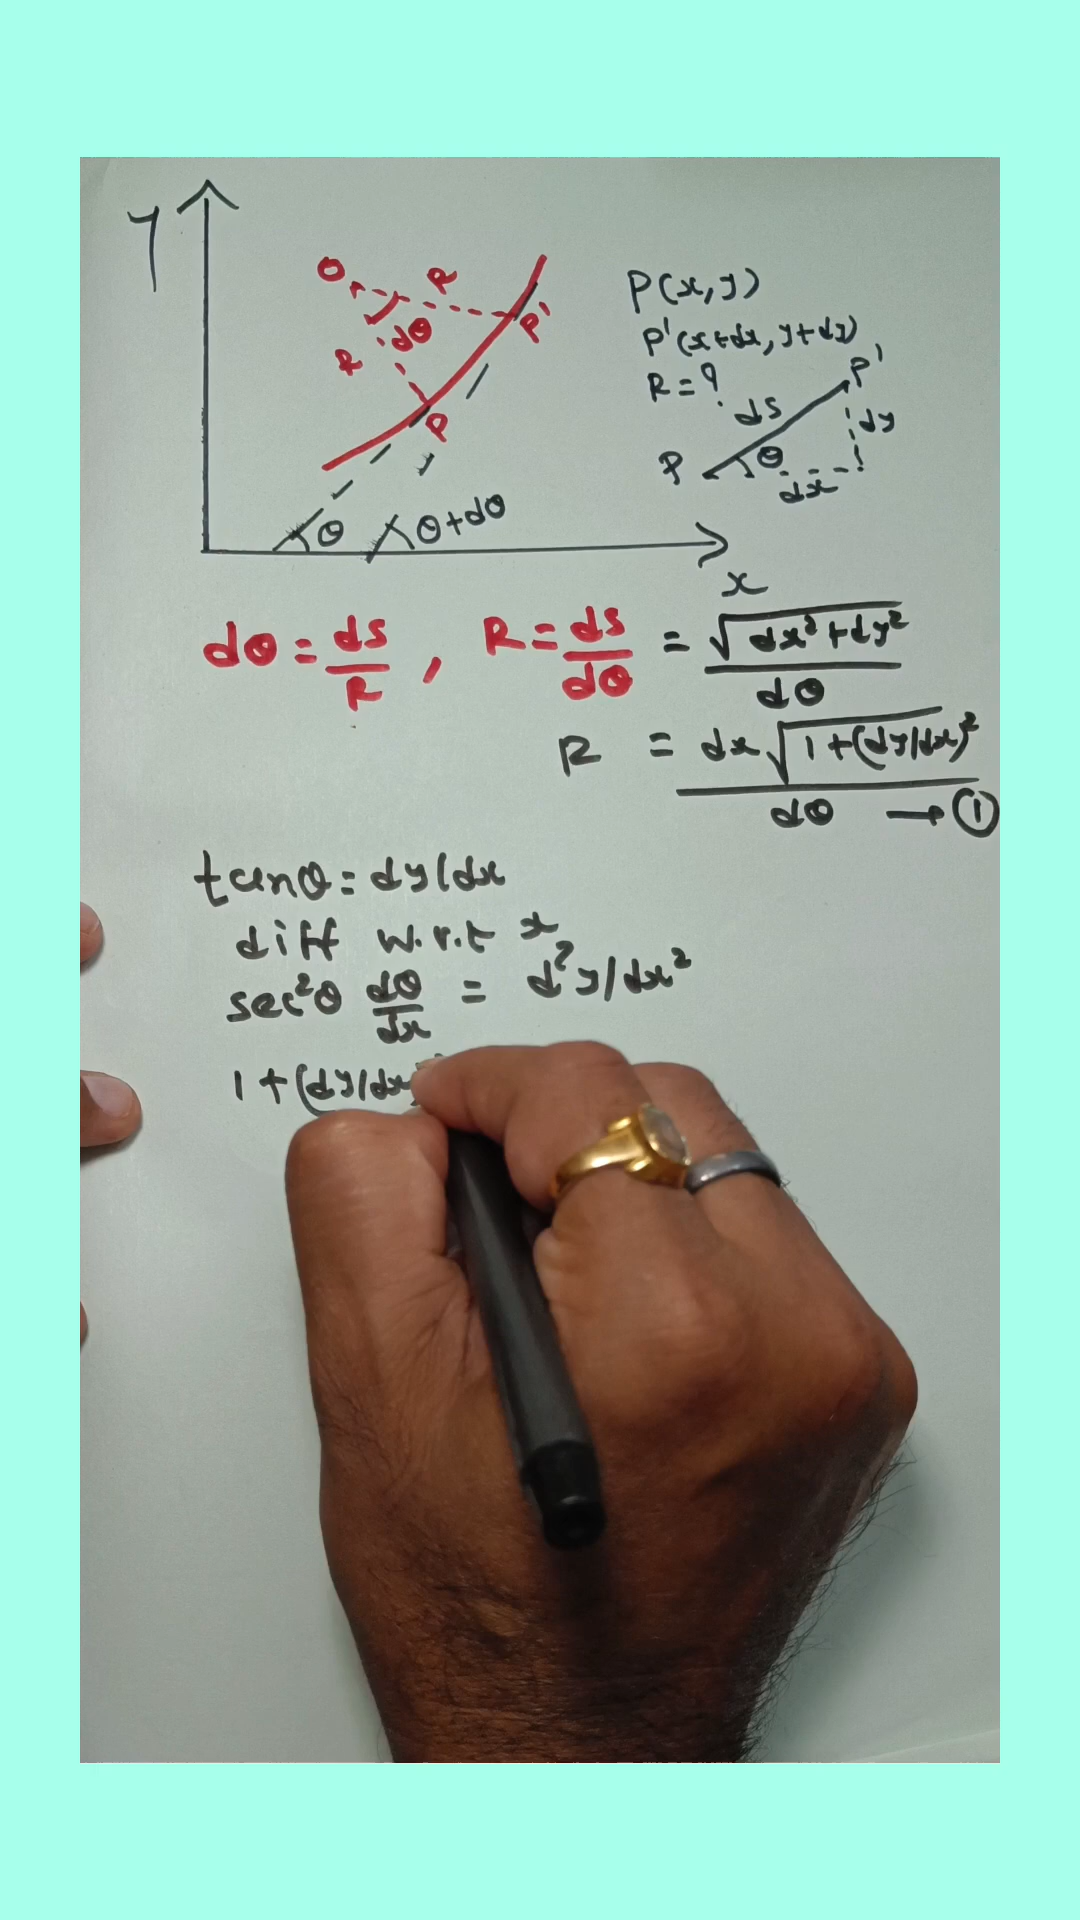 y
O R
R dθ P'
P
θ θ+dθ
x
P(x,y)
P'(x+dx, y+dy)
R = ?
ds P'
dy
P θ
dx
dθ = ds/R , R = ds/dθ = √dx²+dy²/dθ
R = dx√1+(dy/dx)²/dθ → ①
tanθ = dy/dx
diff w.r.t x
sec²θ dθ/dx = d²y/dx²
1+(dy/dx